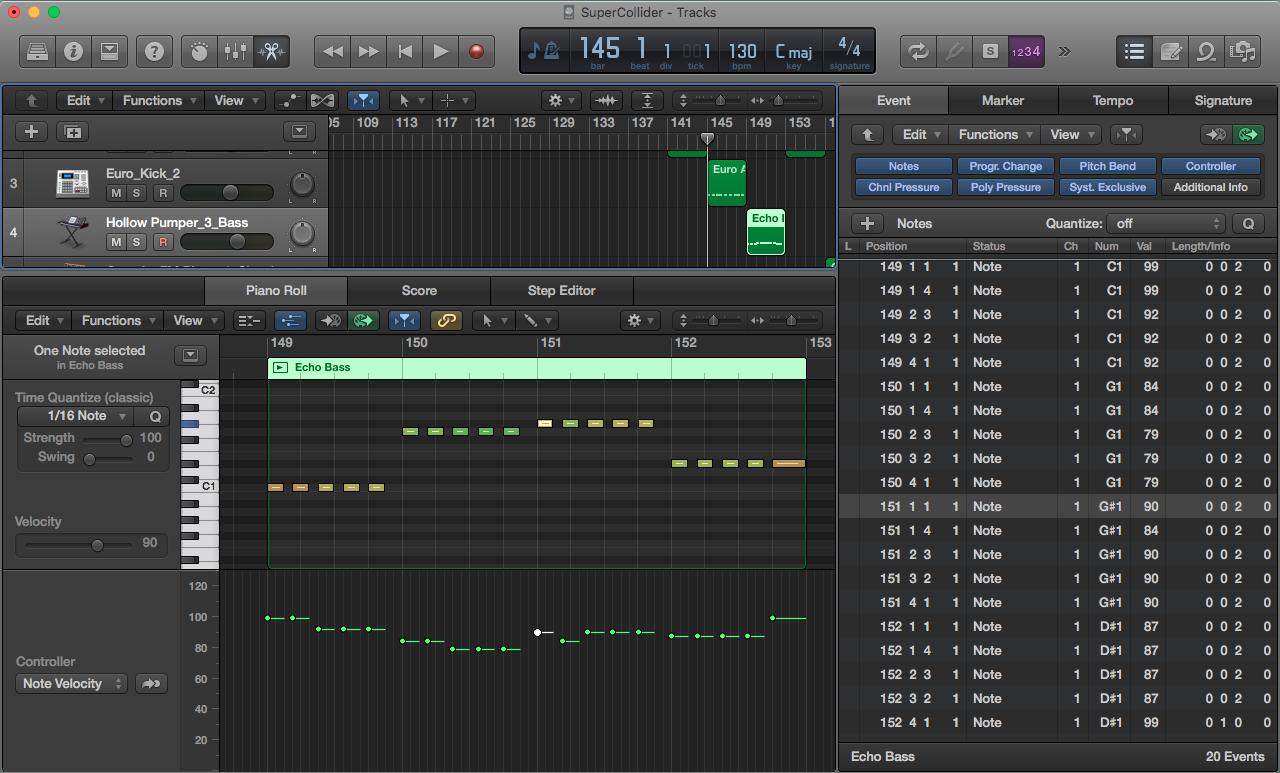 SuperCollider - Tracks
145 1 1 001 130 C maj 4/4
bar beat div tick bpm key signature
S 1234
Edit Functions View
105 109 113 117 121 125 129 133 137 141 145 149 153
L R
3 Euro_Kick_2
M S R
L R
Euro A
4 Hollow Pumper_3_Bass
M S R
L R
Echo
Piano Roll Score Step Editor
Edit Functions View
One Note selected
in Echo Bass
149 150 151 152 153
Echo Bass
Time Quantize (classic)
1/16 Note Q
Strength 100
Swing 0
C2
C1
Velocity
90
120
100
80
60
40
20
Controller
Note Velocity
Event Marker Tempo Signature
Edit Functions View
Notes Progr. Change Pitch Bend Controller
Chnl Pressure Poly Pressure Syst. Exclusive Additional Info
Notes Quantize: off Q
L Position Status Ch Num Val Length/Info
149 1 1 1 Note 1 C1 99 0 0 2 0
149 1 4 1 Note 1 C1 99 0 0 2 0
149 2 3 1 Note 1 C1 92 0 0 2 0
149 3 2 1 Note 1 C1 92 0 0 2 0
149 4 1 1 Note 1 C1 92 0 0 2 0
150 1 1 1 Note 1 G1 84 0 0 2 0
150 1 4 1 Note 1 G1 84 0 0 2 0
150 2 3 1 Note 1 G1 79 0 0 2 0
150 3 2 1 Note 1 G1 79 0 0 2 0
150 4 1 1 Note 1 G1 79 0 0 2 0
151 1 1 1 Note 1 G♯1 90 0 0 2 0
151 1 4 1 Note 1 G♯1 84 0 0 2 0
151 2 3 1 Note 1 G♯1 90 0 0 2 0
151 3 2 1 Note 1 G♯1 90 0 0 2 0
151 4 1 1 Note 1 G♯1 90 0 0 2 0
152 1 1 1 Note 1 D♯1 87 0 0 2 0
152 1 4 1 Note 1 D♯1 87 0 0 2 0
152 2 3 1 Note 1 D♯1 87 0 0 2 0
152 3 2 1 Note 1 D♯1 87 0 0 2 0
152 4 1 1 Note 1 D♯1 99 0 1 0 0
Echo Bass 20 Events